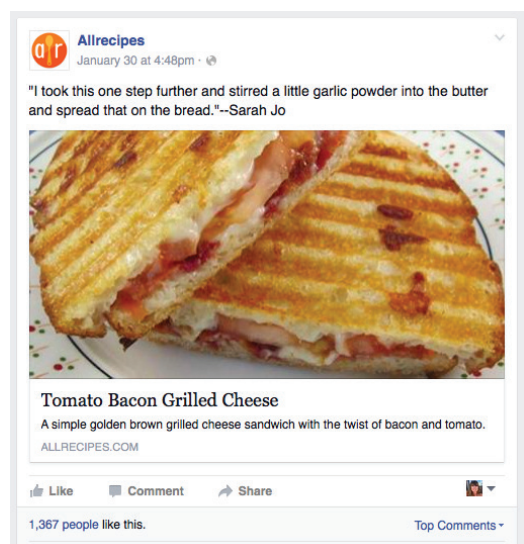 ar
Allrecipes
January 30 at 4:48pm ·
"I took this one step further and stirred a little garlic powder into the butter
and spread that on the bread."--Sarah Jo
Tomato Bacon Grilled Cheese
A simple golden brown grilled cheese sandwich with the twist of bacon and tomato.
ALLRECIPES.COM
Like Comment Share
1,367 people like this. Top Comments